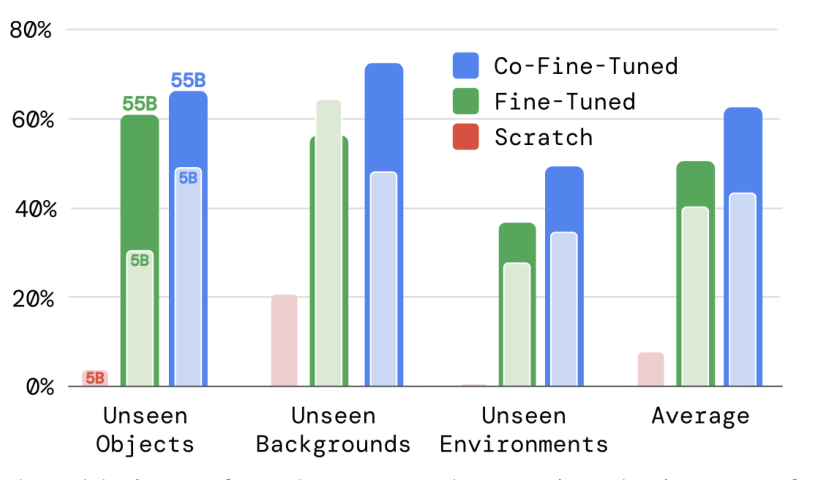 80%
60%
40%
20%
0%
Co-Fine-Tuned
Fine-Tuned
Scratch
55B
55B
5B
5B
5B
Unseen Objects
Unseen Backgrounds
Unseen Environments
Average